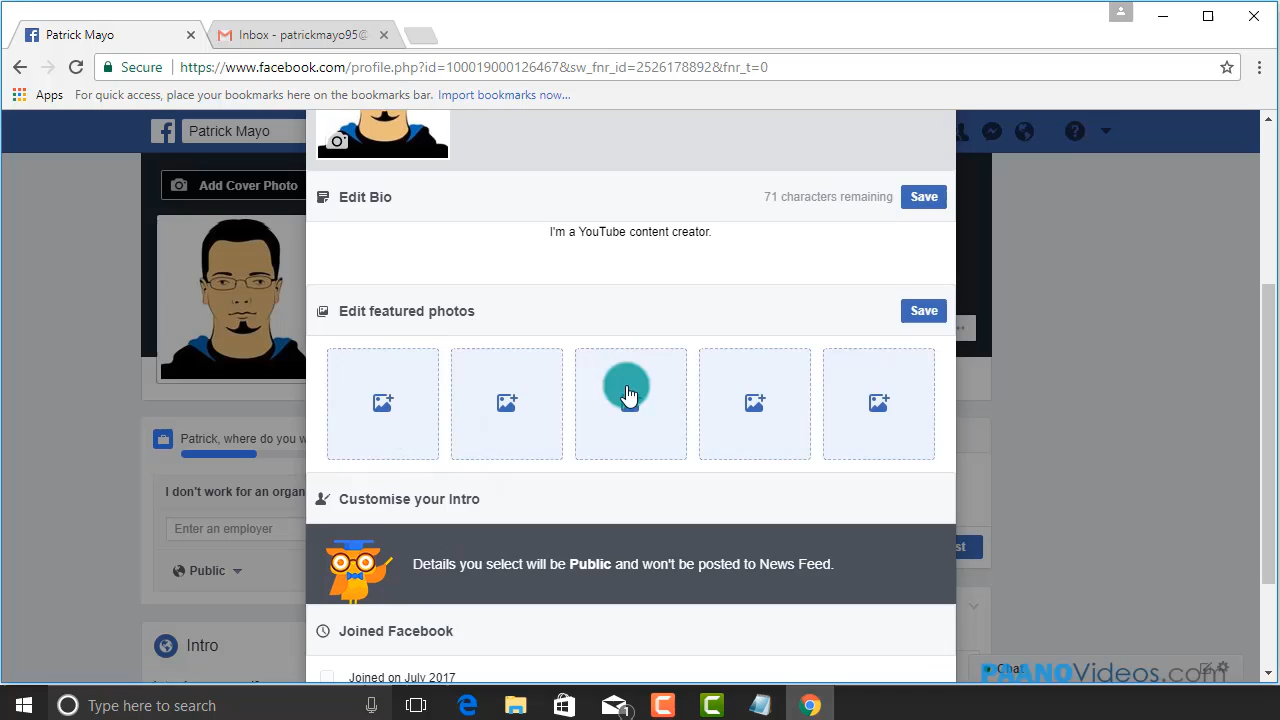 Patrick Mayo
Inbox - patrickmayo95@
Secure https://www.facebook.com/profile.php?id=100019000126467&sw_fnr_id=2526178892&fnr_t=0
Apps For quick access, place your bookmarks here on the bookmarks bar. Import bookmarks now...
Patrick Mayo
Add Cover Photo
Edit Bio 71 characters remaining Save
I'm a YouTube content creator.
Edit featured photos Save
Patrick, where do you w
I don't work for an organ
Enter an employer
Public
st
Customise your Intro
Details you select will be Public and won't be posted to News Feed.
Intro
Joined Facebook
Joined on July 2017
Chat
PAANOVideos.com
Type here to search
1